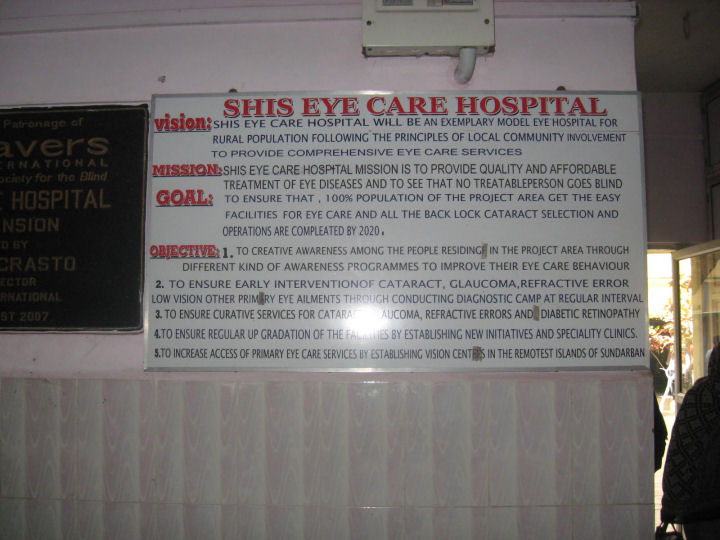 Patronage of
avers
ERNATIONAL
ociety for the Blind
HOSPITAL
NSION
ED BY
CRASTO
ECTOR
ERNATIONAL
ST 2007
SHIS EYE CARE HOSPITAL
vision: SHIS EYE CARE HOSPITAL WILL BE AN EXEMPLARY MODEL EYE HOSPITAL FOR
RURAL POPULATION FOLLOWING THE PRINCIPLES OF LOCAL COMMUNITY INVOLVEMENT
TO PROVIDE COMPREHENSIVE EYE CARE SERVICES
MISSION: SHIS EYE CARE HOSPITAL MISSION IS TO PROVIDE QUALITY AND AFFORDABLE
TREATMENT OF EYE DISEASES AND TO SEE THAT NO TREATABLEPERSON GOES BLIND
GOAL: TO ENSURE THAT , 100% POPULATION OF THE PROJECT AREA GET THE EASY
FACILITIES FOR EYE CARE AND ALL THE BACK LOCK CATARACT SELECTION AND
OPERATIONS ARE COMPLEATED BY 2020.
OBJECTIVE: 1. TO CREATIVE AWARENESS AMONG THE PEOPLE RESIDING IN THE PROJECT AREA THROUGH
DIFFERENT KIND OF AWARENESS PROGRAMMES TO IMPROVE THEIR EYE CARE BEHAVIOUR
2. TO ENSURE EARLY INTERVENTIONOF CATARACT, GLAUCOMA,REFRACTIVE ERROR
LOW VISION OTHER PRIMARY EYE AILMENTS THROUGH CONDUCTING DIAGNOSTIC CAMP AT REGULAR INTERVAL
3. TO ENSURE CURATIVE SERVICES FOR CATARACT, GLAUCOMA, REFRACTIVE ERRORS AND DIABETIC RETINOPATHY
4.TO ENSURE REGULAR UP GRADATION OF THE FACILITIES BY ESTABLISHING NEW INITIATIVES AND SPECIALITY CLINICS.
5.TO INCREASE ACCESS OF PRIMARY EYE CARE SERVICES BY ESTABLISHING VISION CENTRES IN THE REMOTEST ISLANDS OF SUNDARBAN